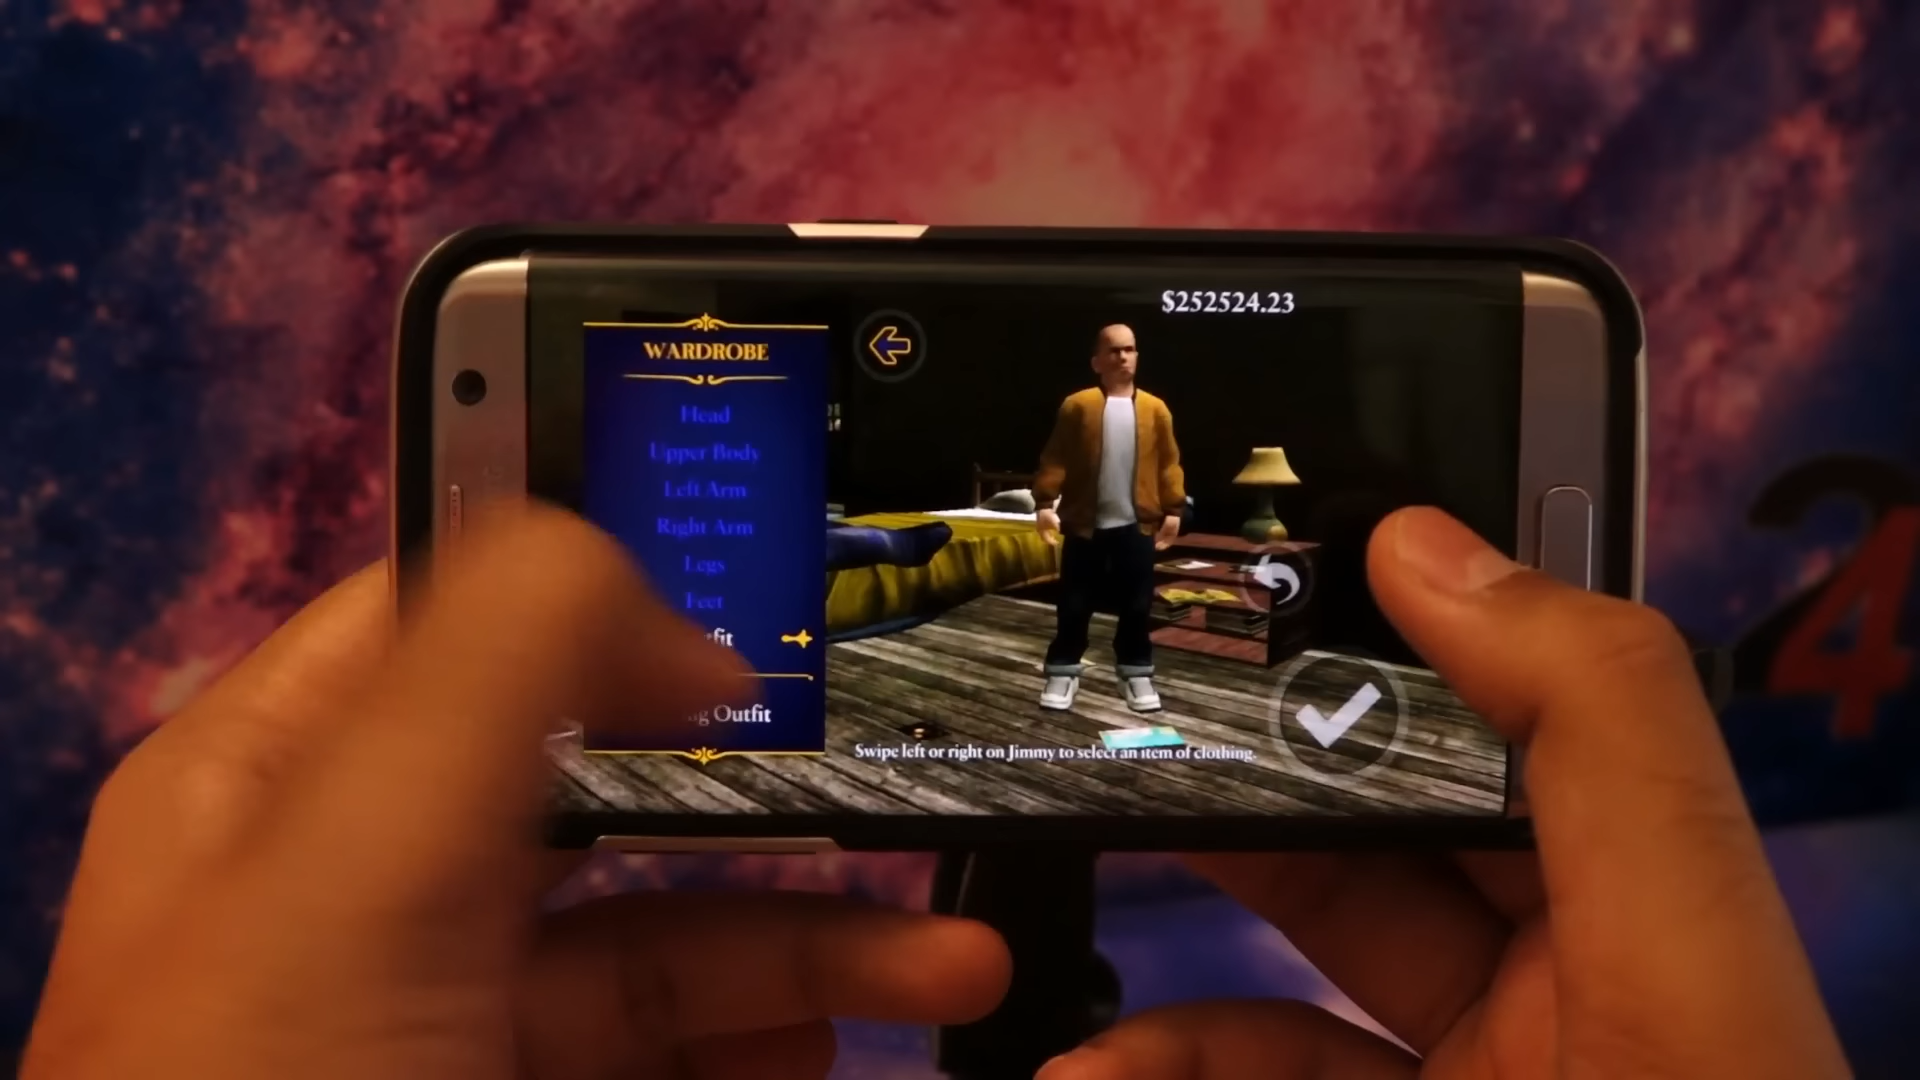 $252524.23
WARDROBE
Head
Upper Body
Left Arm
Right Arm
Legs
Feet
Outfit
Swipe left or right on Jimmy to select an item of clothing.
24